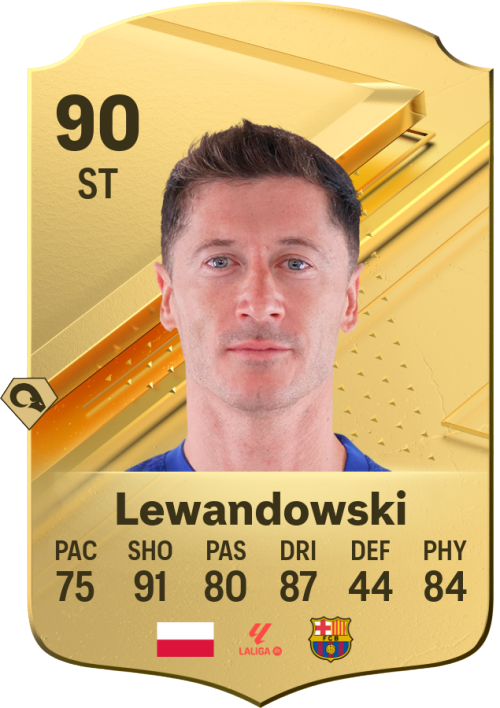 90
ST
Lewandowski
PAC SHO PAS DRI DEF PHY
75 91 80 87 44 84
LALIGA
FCB